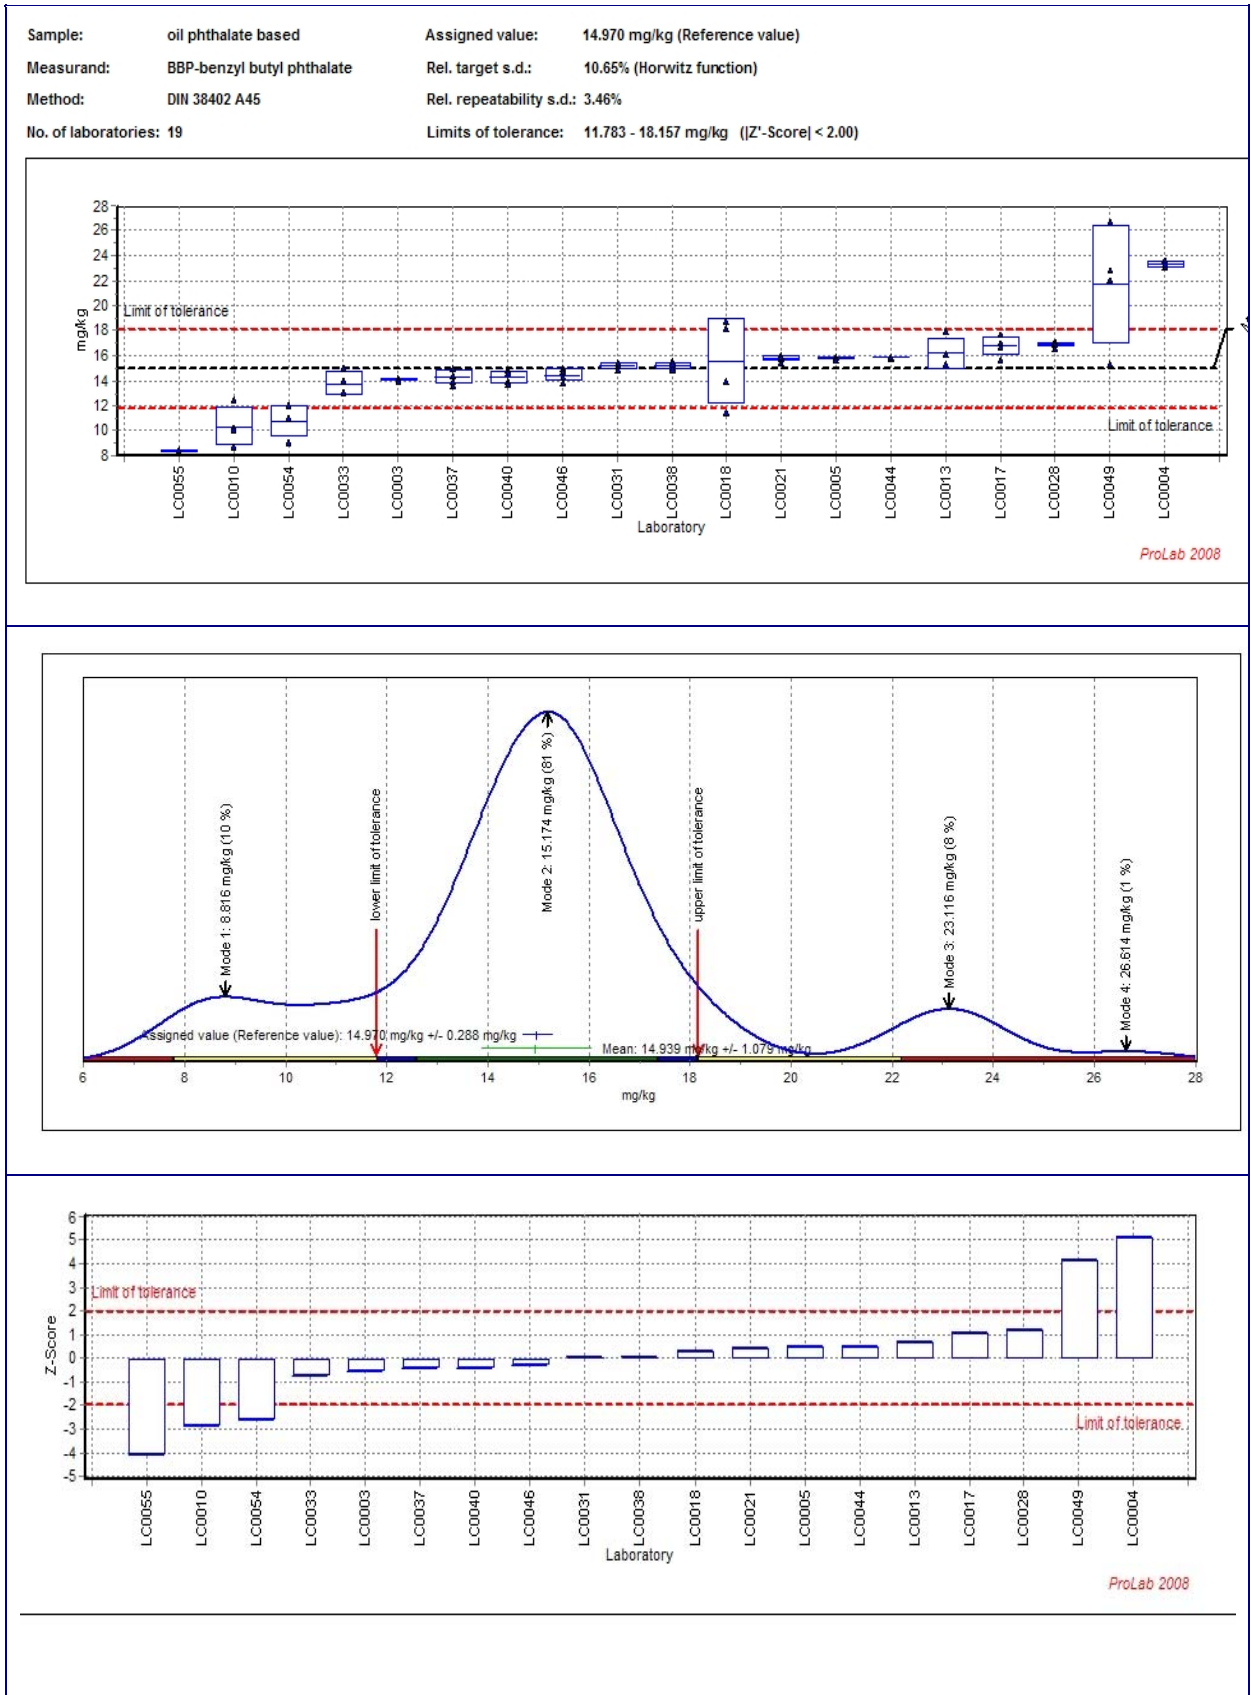 Sample: oil phthalate based Assigned value: 14.970 mg/kg (Reference value)
Measurand: BBP-benzyl butyl phthalate Rel. target s.d.: 10.65% (Horwitz function)
Method: DIN 38402 A45 Rel. repeatability s.d.: 3.46%
No. of laboratories: 19 Limits of tolerance: 11.783 - 18.157 mg/kg (|Z'-Score| < 2.00)
28
26
24
22
20
18
16
14
12
10
8
mg/kg
Limit of tolerance
Limit of tolerance
LC0055 LC0010 LC0054 LC0033 LC0003 LC0037 LC0040 LC0046 LC0031 LC0038 LC0018 LC0021 LC0005 LC0044 LC0013 LC0017 LC0028 LC0049 LC0004
Laboratory
ProLab 2008
Mode 1: 8.816 mg/kg (10 %)
lower limit of tolerance
Mode 2: 15.174 mg/kg (81 %)
upper limit of tolerance
Mode 3: 23.116 mg/kg (8 %)
Mode 4: 26.614 mg/kg (1 %)
Assigned value (Reference value): 14.970 mg/kg +/- 0.288 mg/kg
Mean: 14.939 mg/kg +/- 1.079 mg/kg
6 8 10 12 14 16 18 20 22 24 26 28
mg/kg
6
5
4
3
2
1
0
-1
-2
-3
-4
-5
Z-Score
Limit of tolerance
Limit of tolerance
LC0055 LC0010 LC0054 LC0033 LC0003 LC0037 LC0040 LC0046 LC0031 LC0038 LC0018 LC0021 LC0005 LC0044 LC0013 LC0017 LC0028 LC0049 LC0004
Laboratory
ProLab 2008